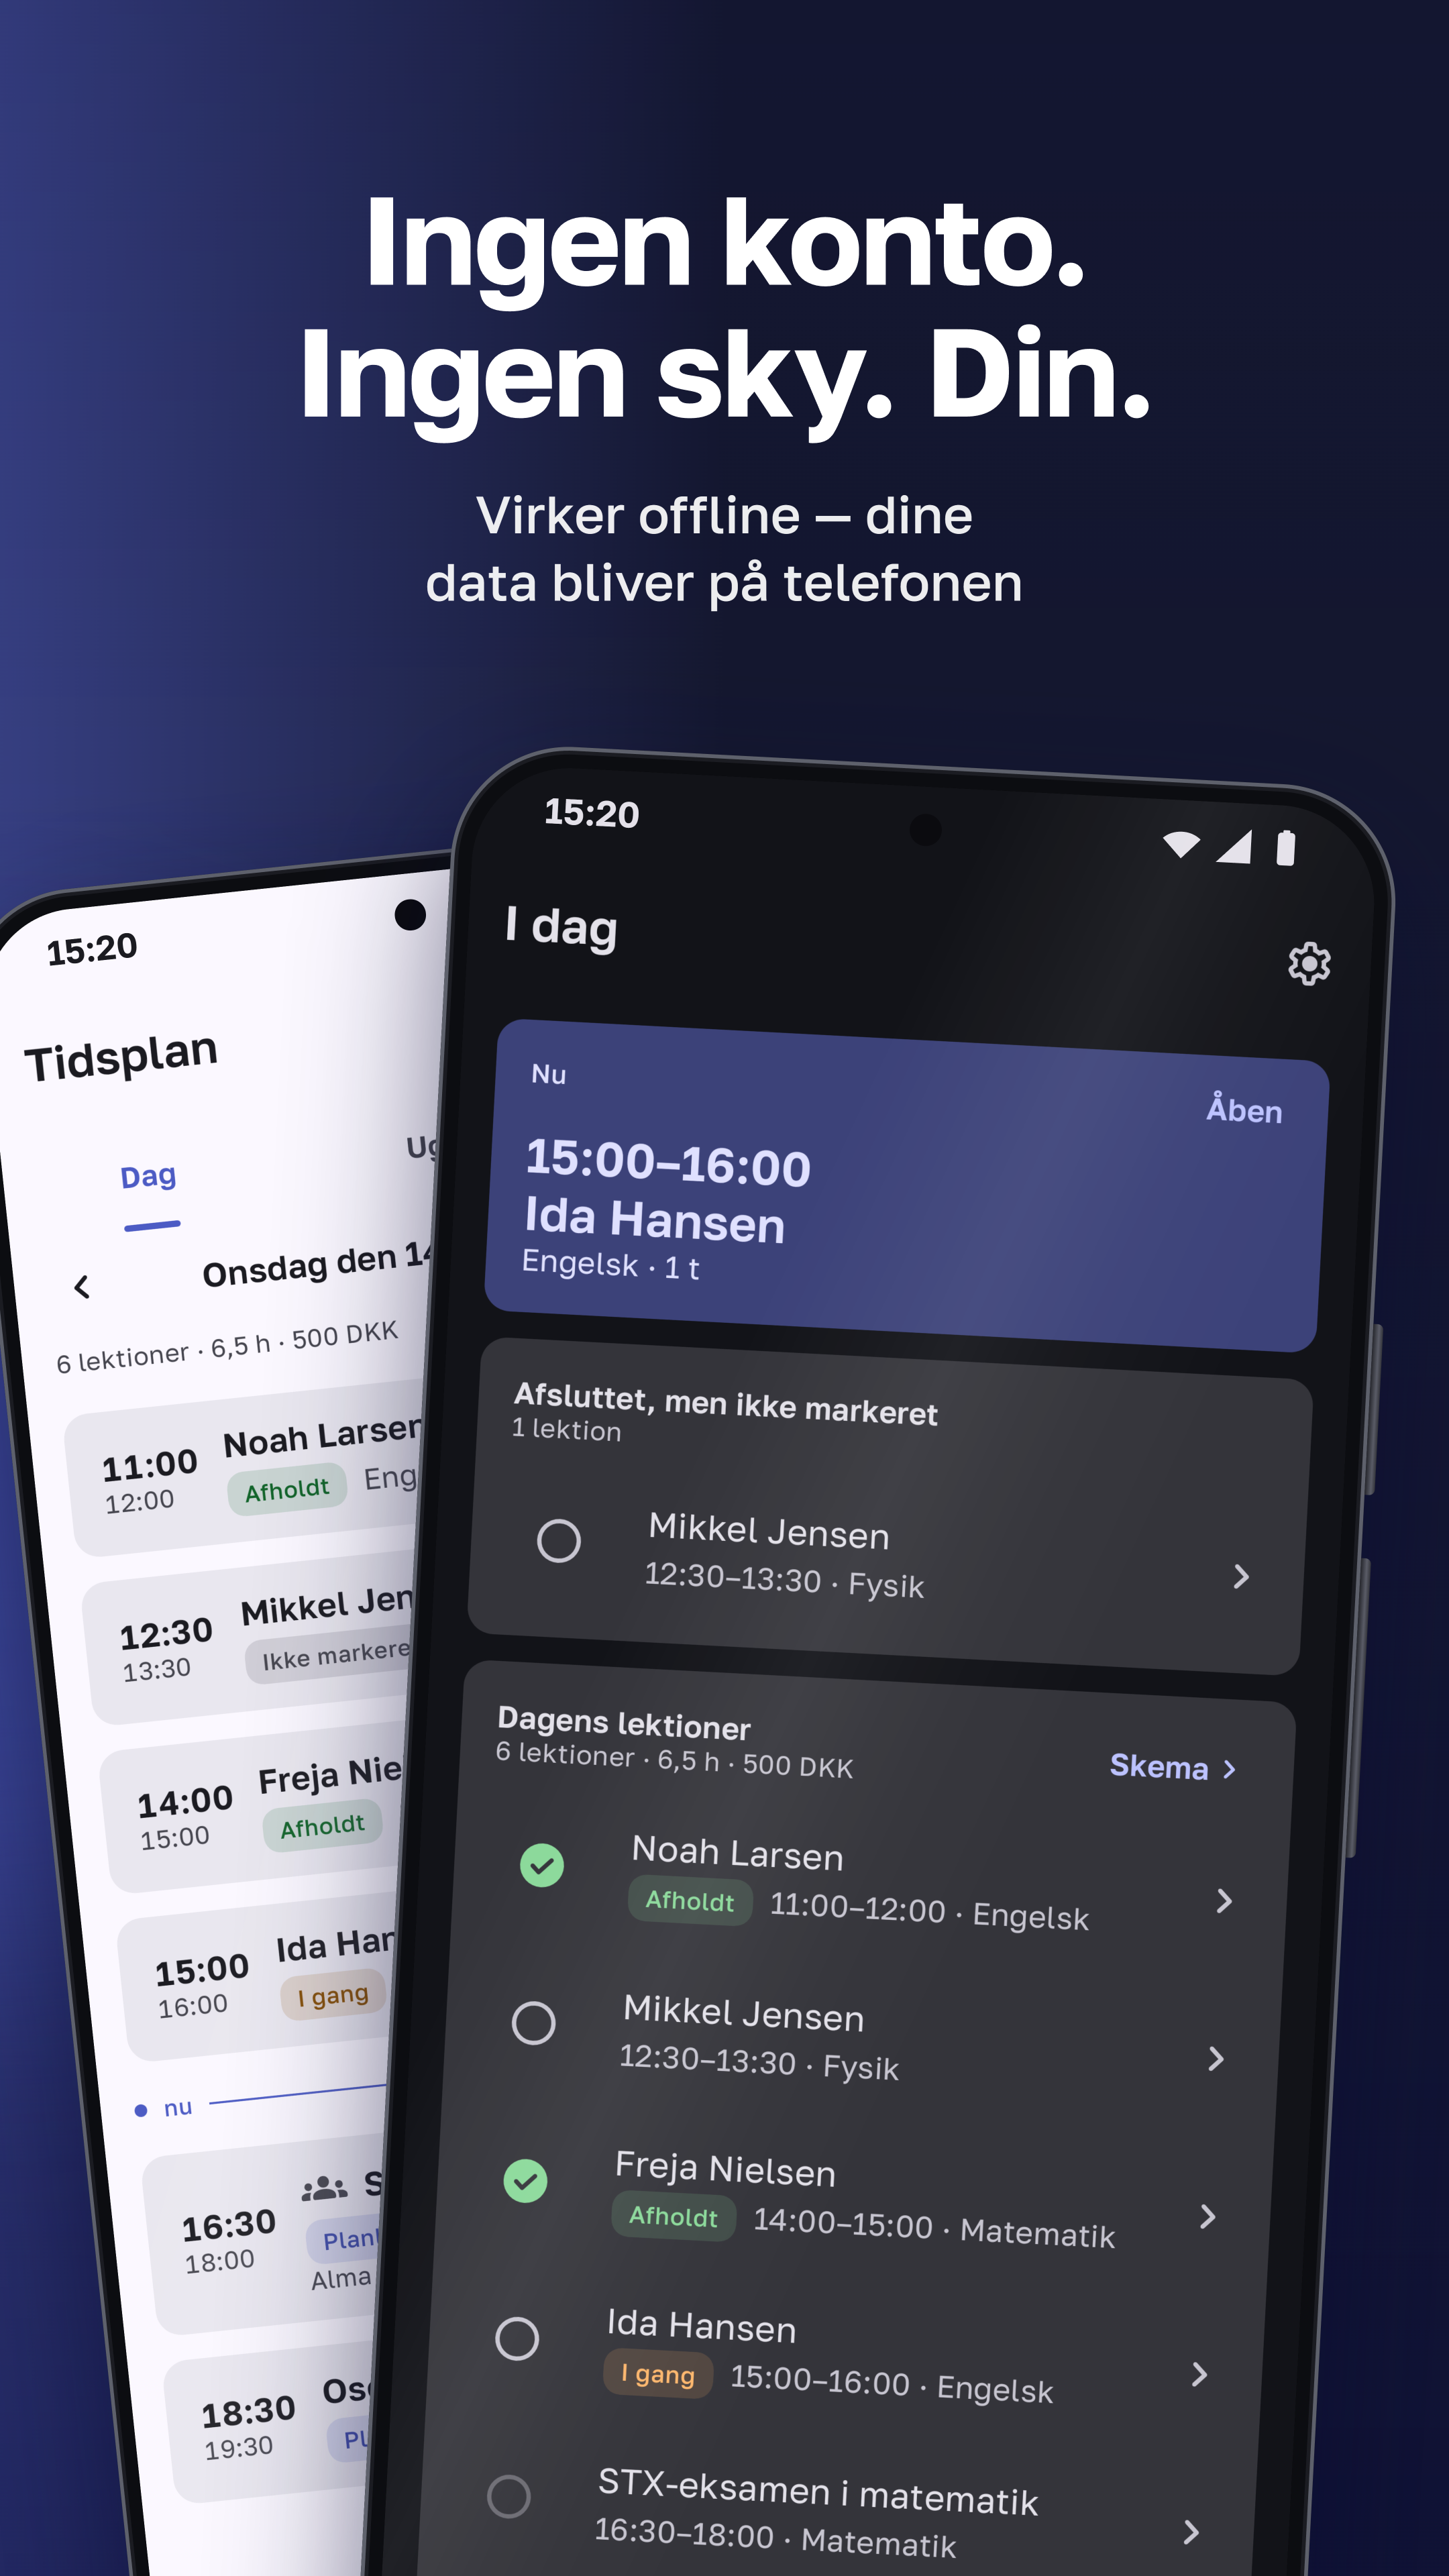 Ingen konto.
Ingen sky. Din.
Virker offline — dine
data bliver på telefonen
15:20
Tidsplan
Dag
Onsdag den
6 lektioner · 6,5 h · 500 DKK
11:00
12:00
Noah Larsen
Afholdt
12:30
13:30
Mikkel
14:00
15:00
Freja
Afholdt
15:00
16:00
Ida
I gang
nu
16:30
18:00
Alma
18:30
19:30
15:20
I dag
Nu
Åben
15:00–16:00
Ida Hansen
Engelsk · 1 t
Afsluttet, men ikke markeret
1 lektion
Mikkel Jensen
12:30–13:30 · Fysik
Dagens lektioner
6 lektioner · 6,5 h · 500 DKK
Skema
Noah Larsen
Afholdt 11:00–12:00 · Engelsk
Mikkel Jensen
12:30–13:30 · Fysik
Freja Nielsen
Afholdt 14:00–15:00 · Matematik
Ida Hansen
I gang 15:00–16:00 · Engelsk
STX-eksamen i matematik
16:30–18:00 · Matematik